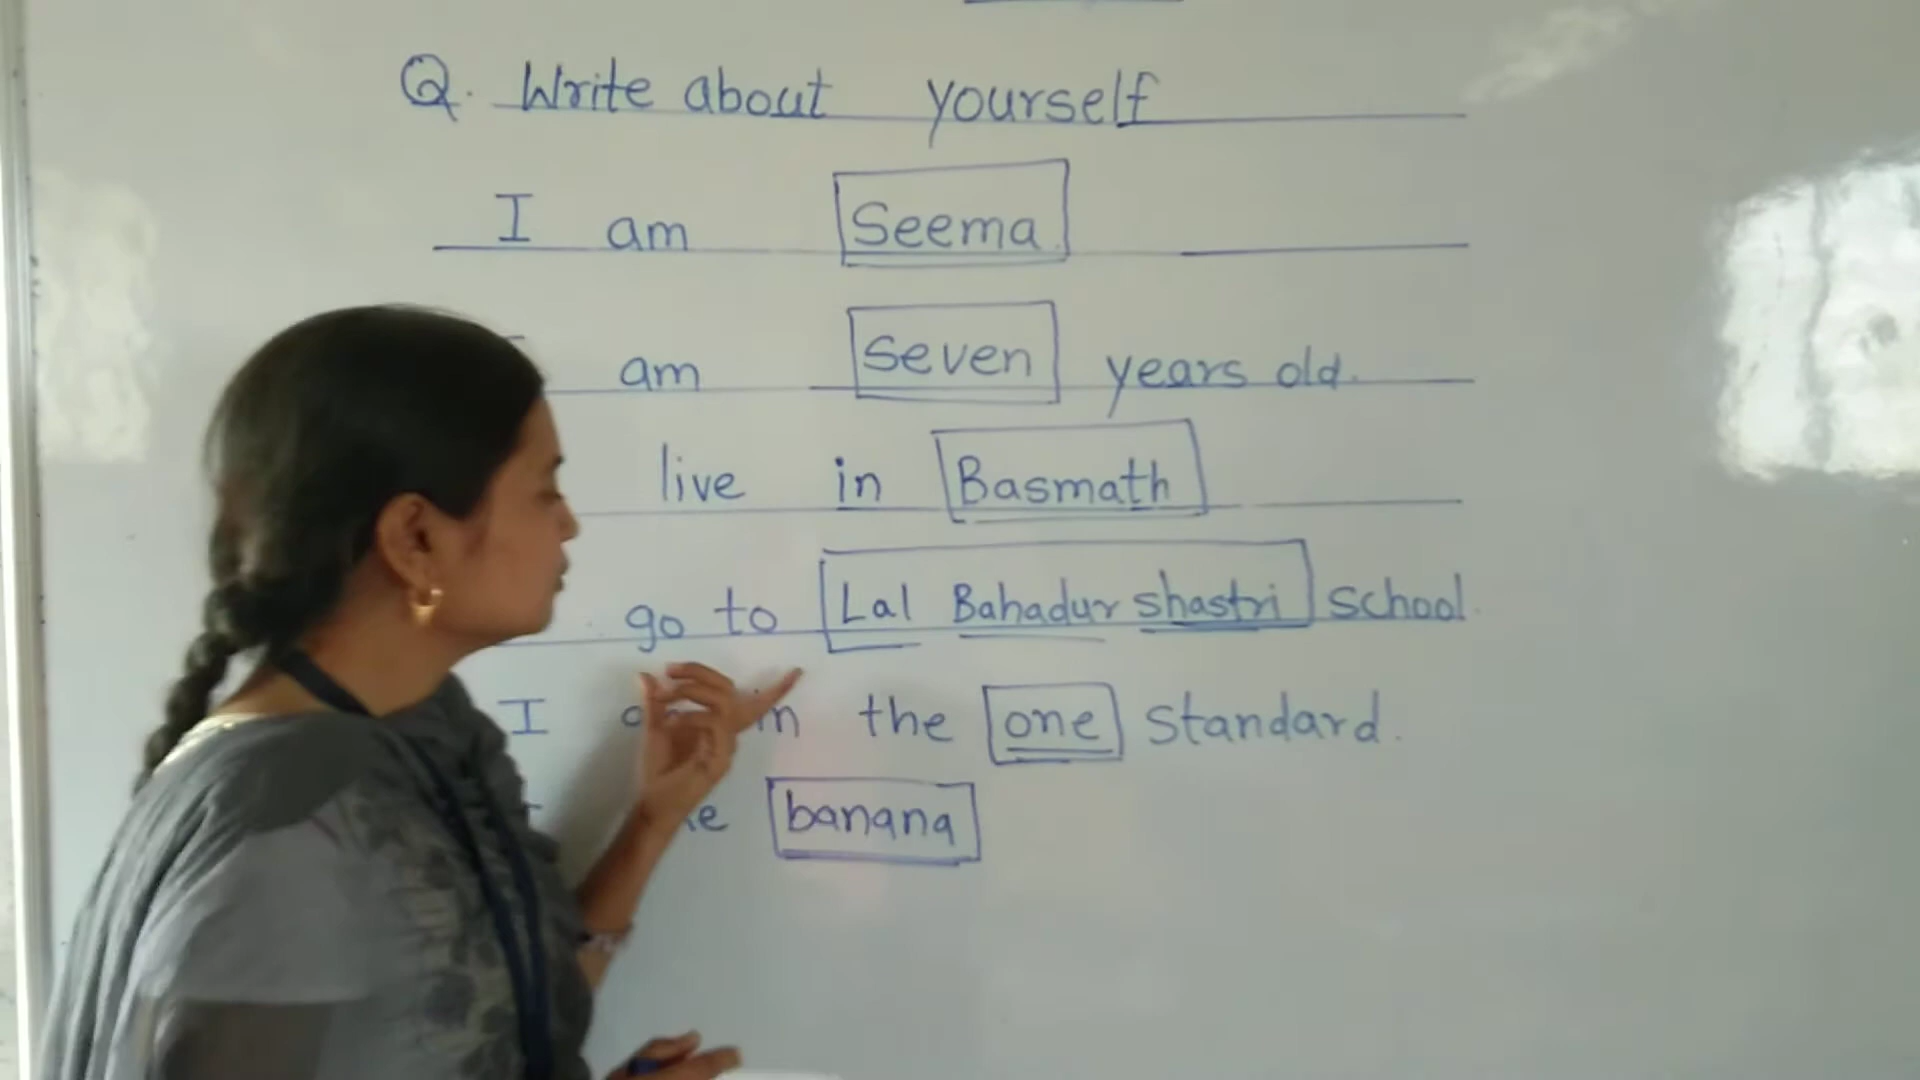 Q. Write about yourself
I am Seema.
am seven years old.
live in Basmath
go to Lal Bahadur shastri school.
I in the one standard.
banana